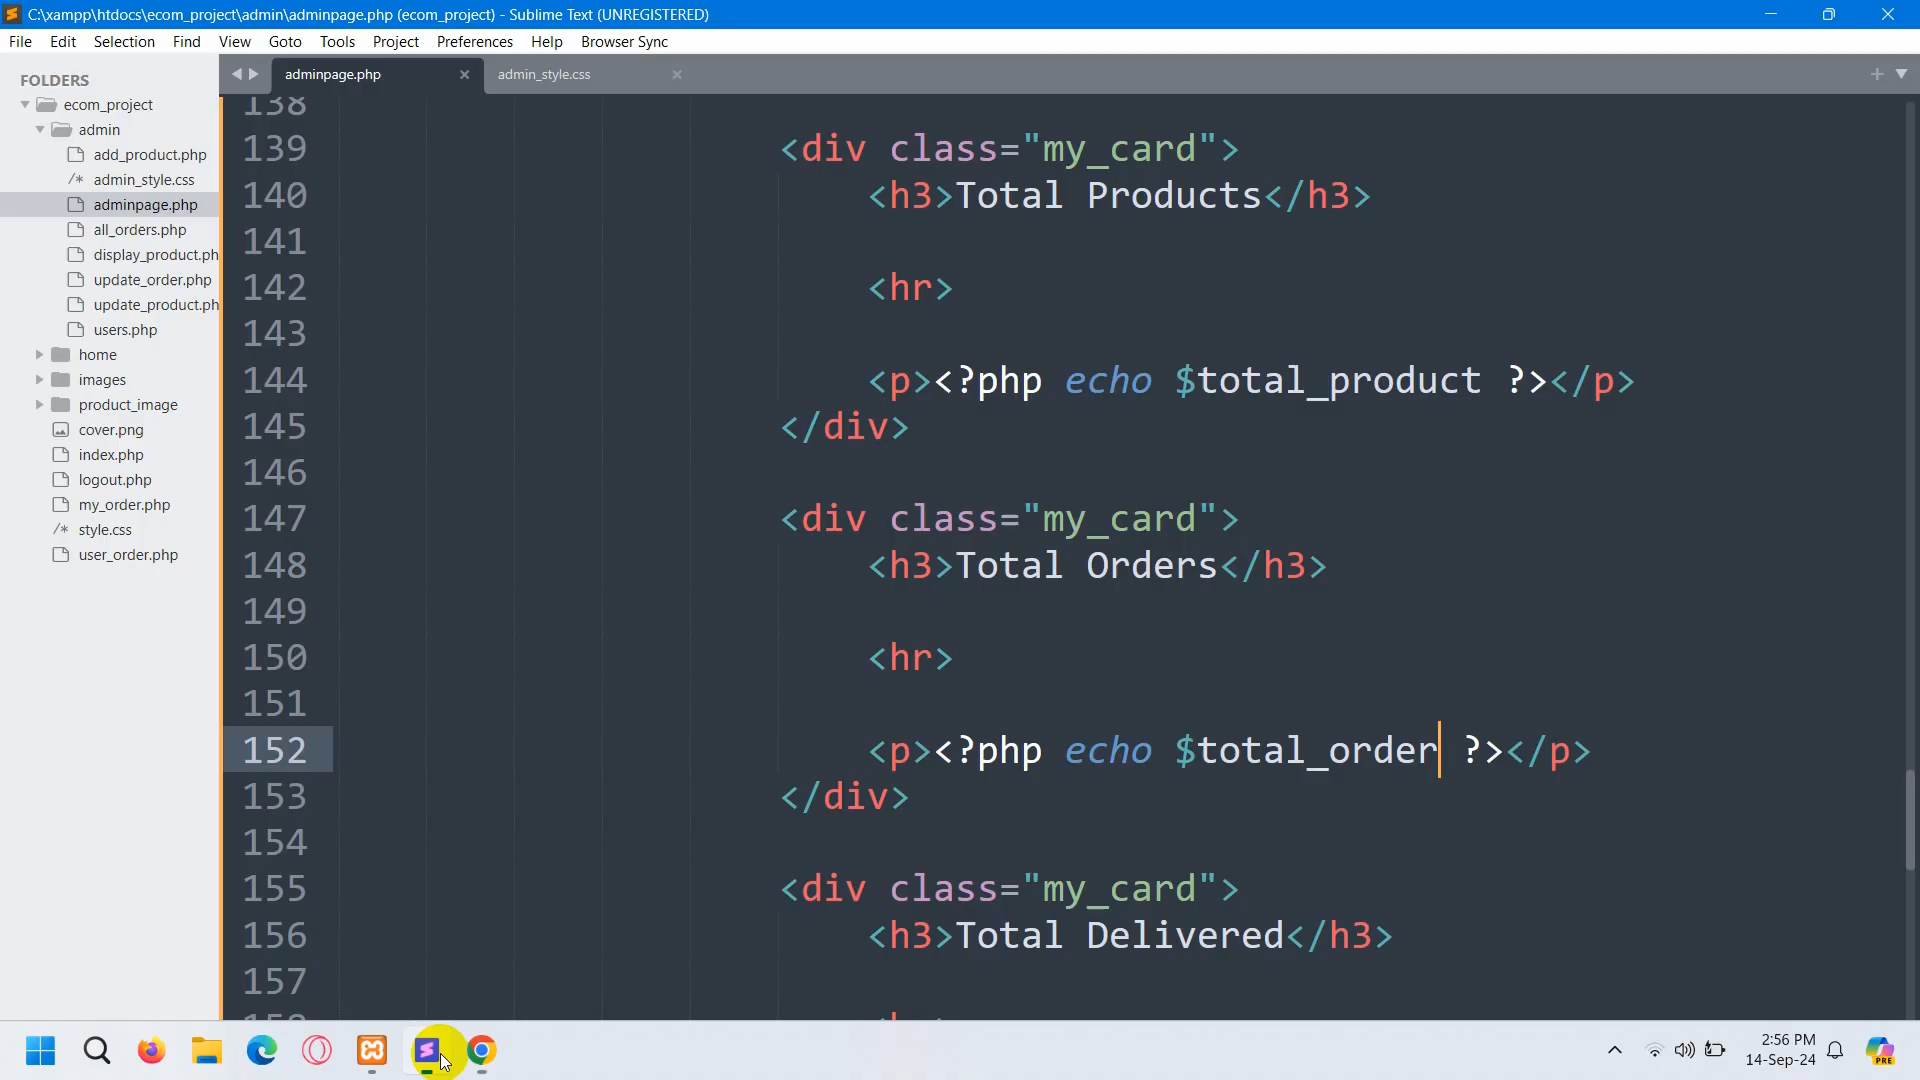 C:\xampp\htdocs\ecom_project\admin\adminpage.php (ecom_project) - Sublime Text (UNREGISTERED)
File Edit Selection Find View Goto Tools Project Preferences Help Browser Sync
FOLDERS
ecom_project
admin
add_product.php
/* admin_style.css
adminpage.php
all_orders.php
display_product.ph
update_order.php
update_product.ph
users.php
home
images
product_image
cover.png
index.php
logout.php
my_order.php
/* style.css
user_order.php
adminpage.php
admin_style.css
138
139 <div class="my_card">
140 <h3>Total Products</h3>
141
142 <hr>
143
144 <p><?php echo $total_product ?></p>
145 </div>
146
147 <div class="my_card">
148 <h3>Total Orders</h3>
149
150 <hr>
151
152 <p><?php echo $total_order ?></p>
153 </div>
154
155 <div class="my_card">
156 <h3>Total Delivered</h3>
157
2:56 PM
14-Sep-24
PRE